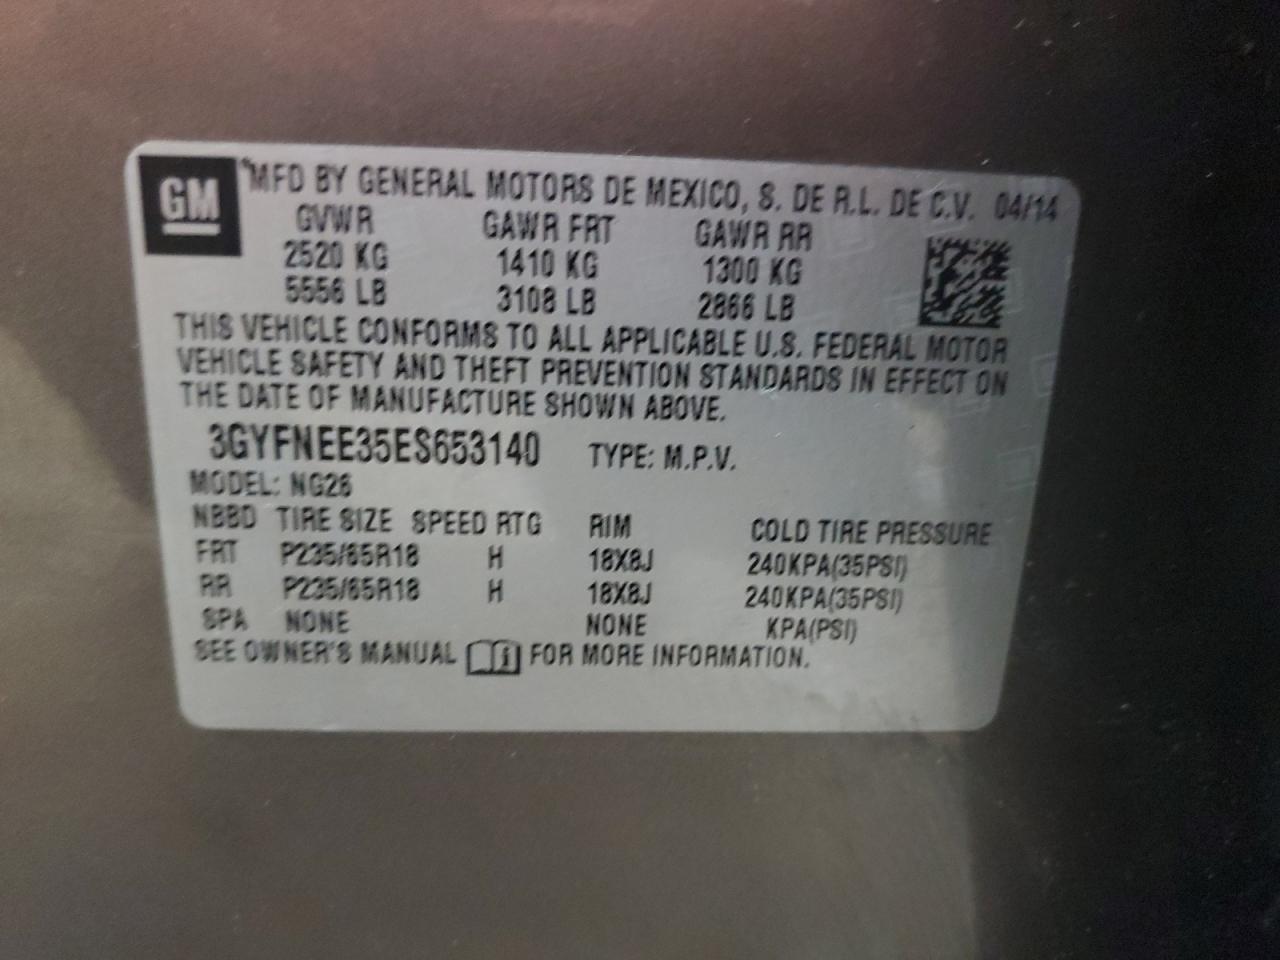 GM
MFD BY GENERAL MOTORS DE MEXICO, S. DE R.L. DE C.V. 04/14
GVWR GAWR FRT GAWR RR
2520 KG 1410 KG 1300 KG
5556 LB 3108 LB 2866 LB
THIS VEHICLE CONFORMS TO ALL APPLICABLE U.S. FEDERAL MOTOR
VEHICLE SAFETY AND THEFT PREVENTION STANDARDS IN EFFECT ON
THE DATE OF MANUFACTURE SHOWN ABOVE.
3GYFNEE35ES653140 TYPE: M.P.V.
MODEL: NG26
TIRE SIZE SPEED RTG RIM COLD TIRE PRESSURE
FRT P235/65R18 H 18X8J 240KPA(35PSI)
RR P235/65R18 H 18X8J 240KPA(35PSI)
SPA NONE NONE KPA(PSI)
SEE OWNER'S MANUAL FOR MORE INFORMATION.